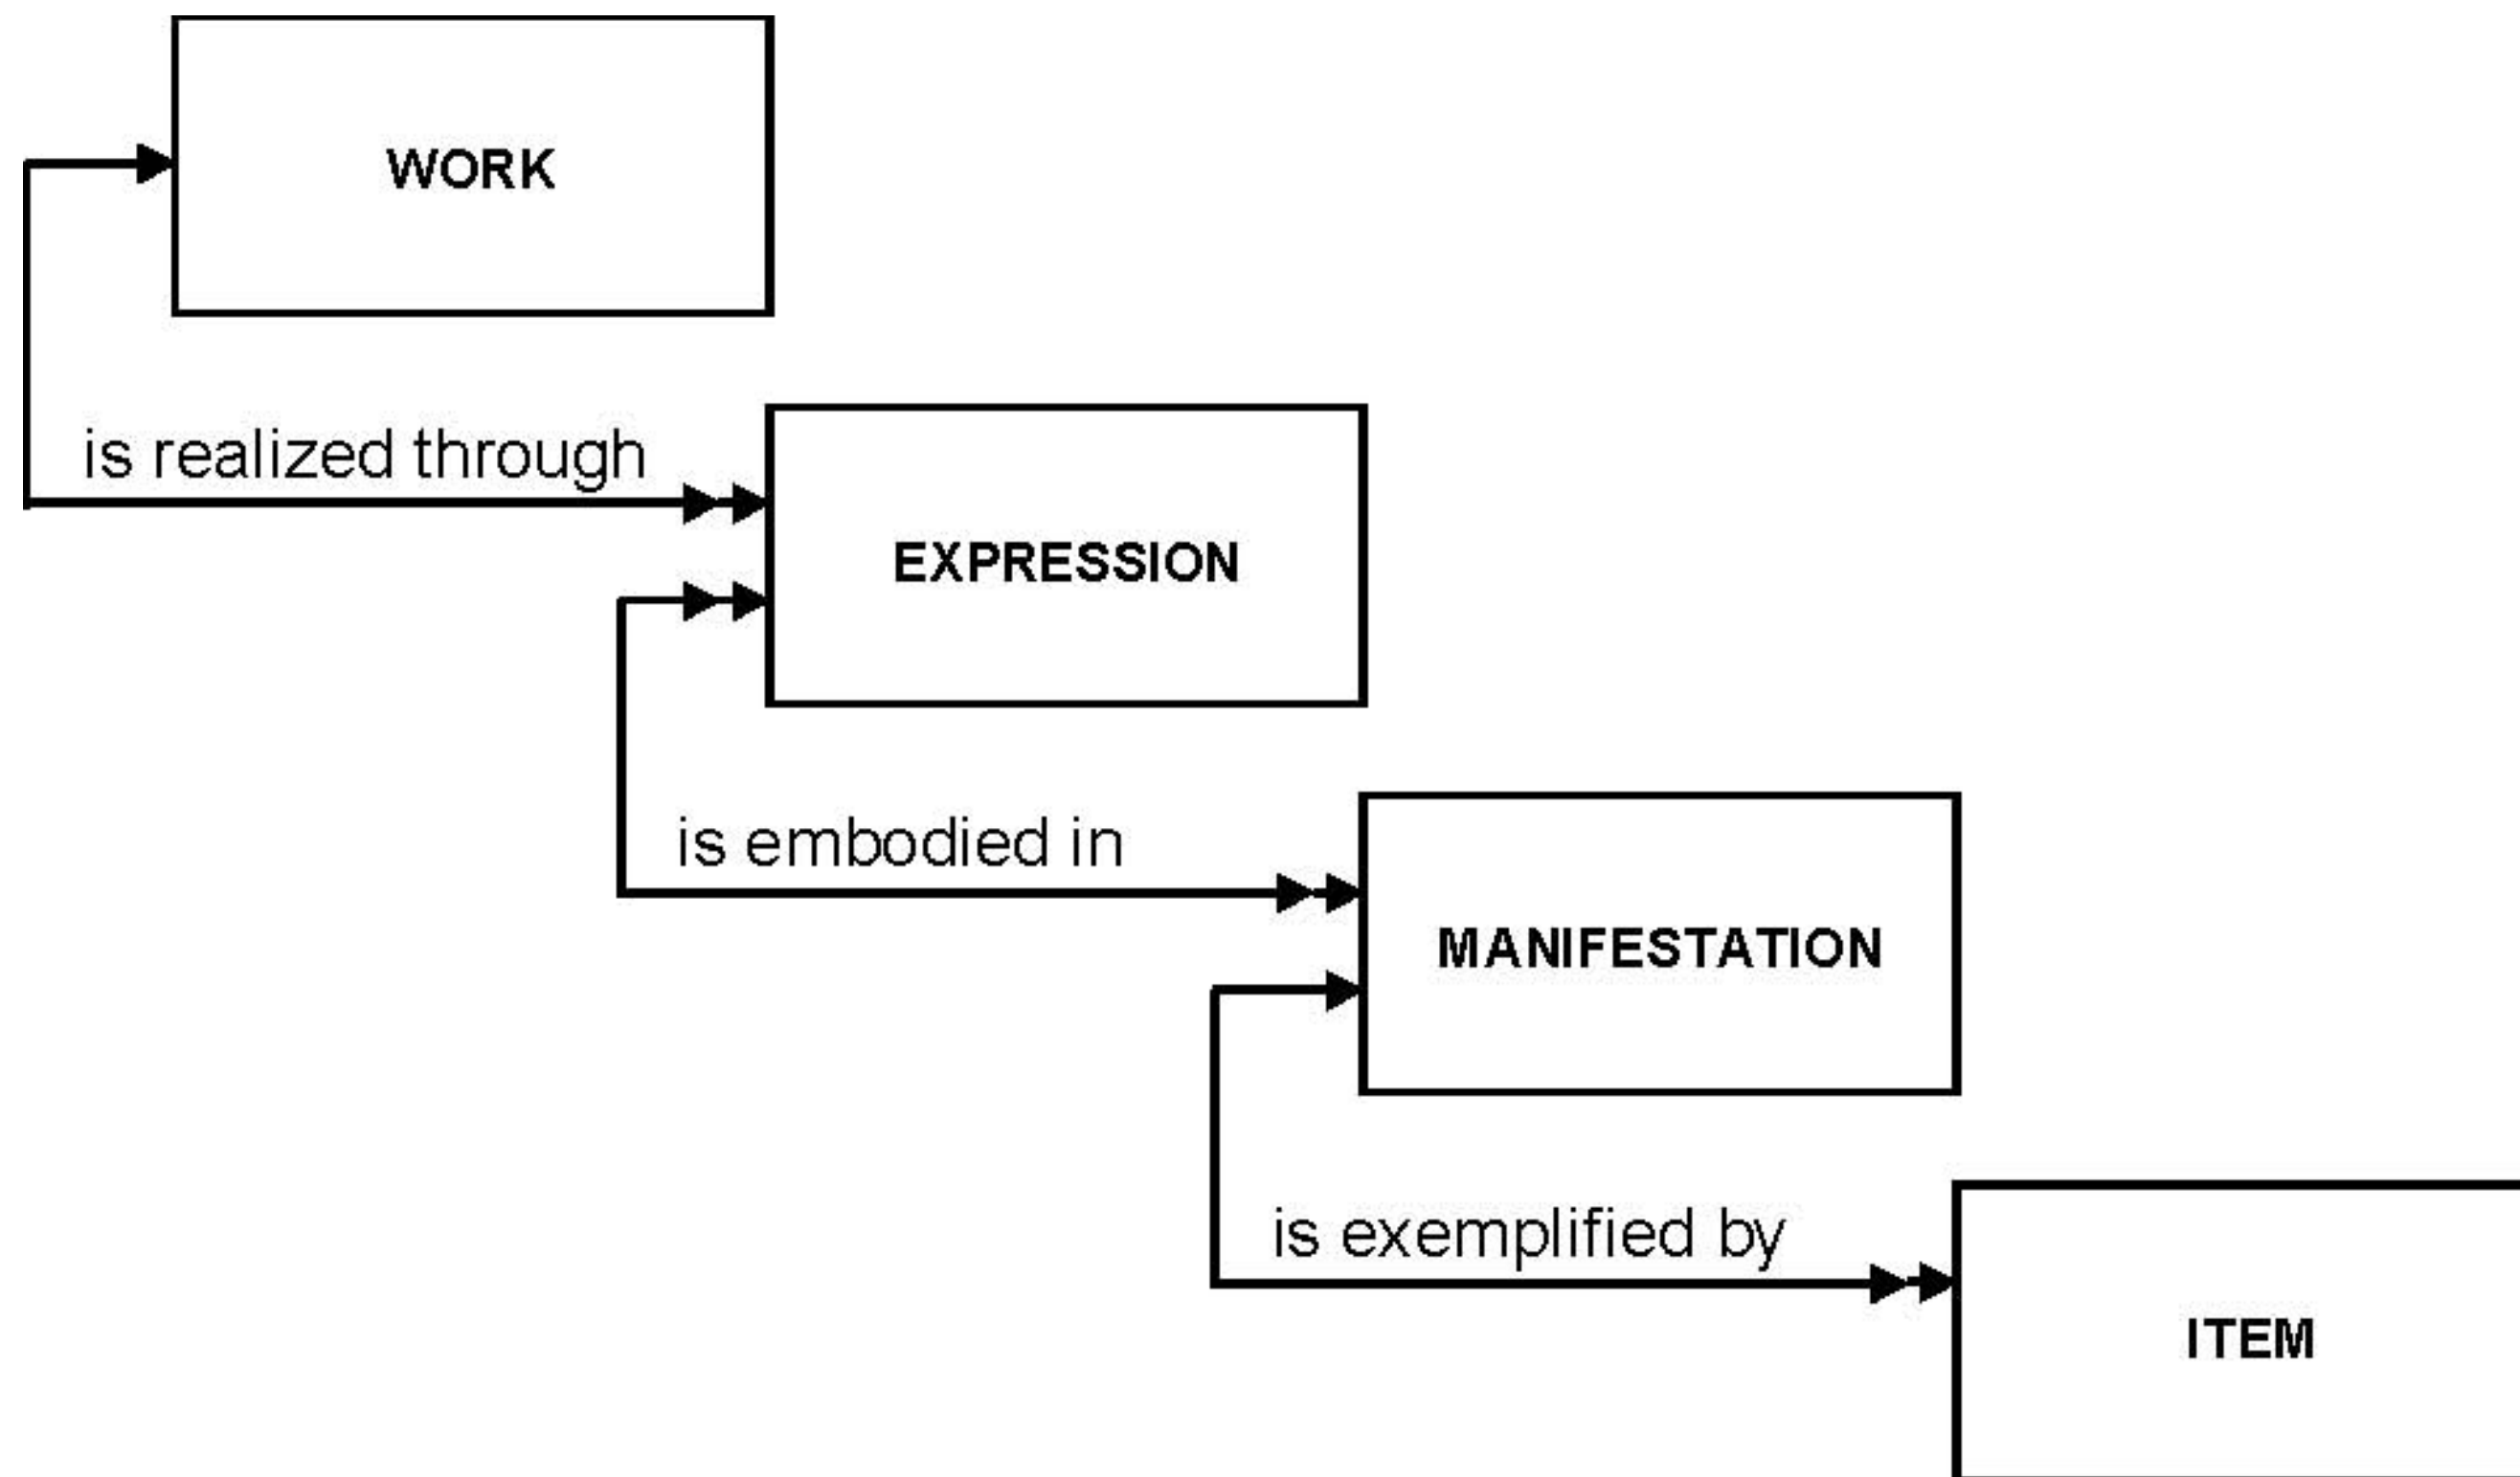 WORK
is realized through
EXPRESSION
is embodied in
MANIFESTATION
is exemplified by
ITEM